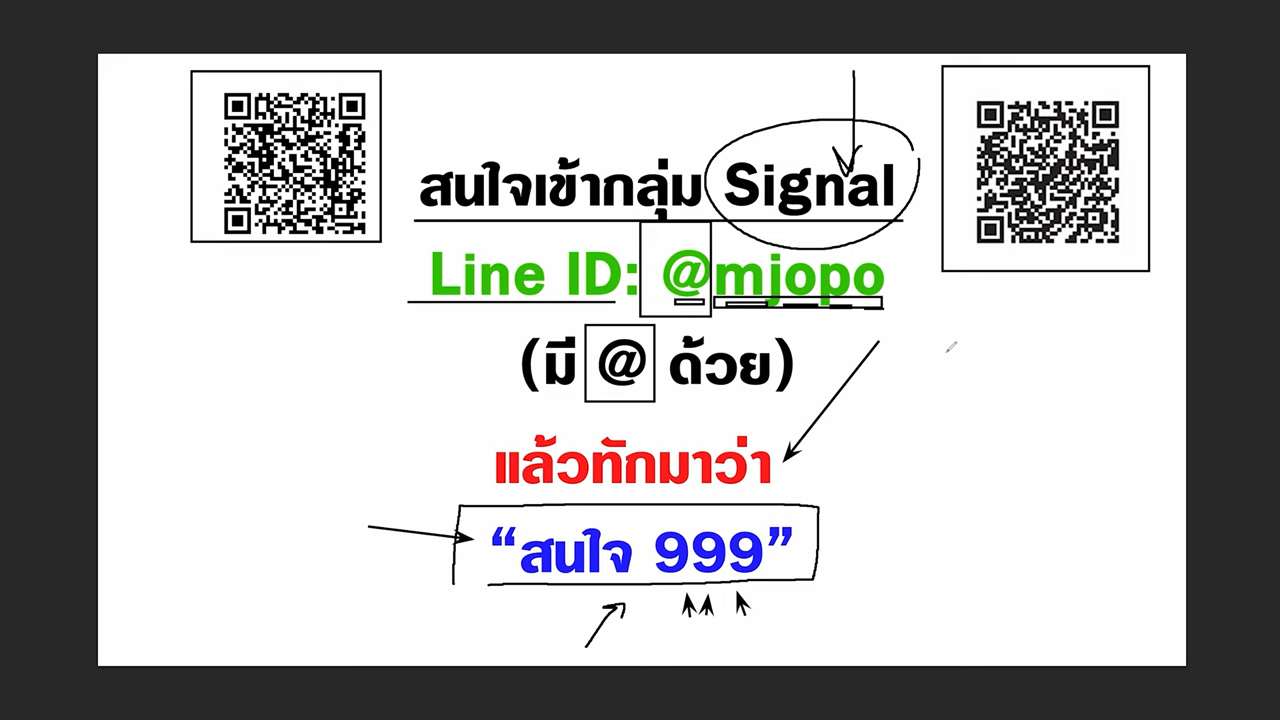 สนใจเข้ากลุ่ม Signal
Line ID: @mjopo
(มี @ ด้วย)
แล้วทักมาว่า
“สนใจ 999”